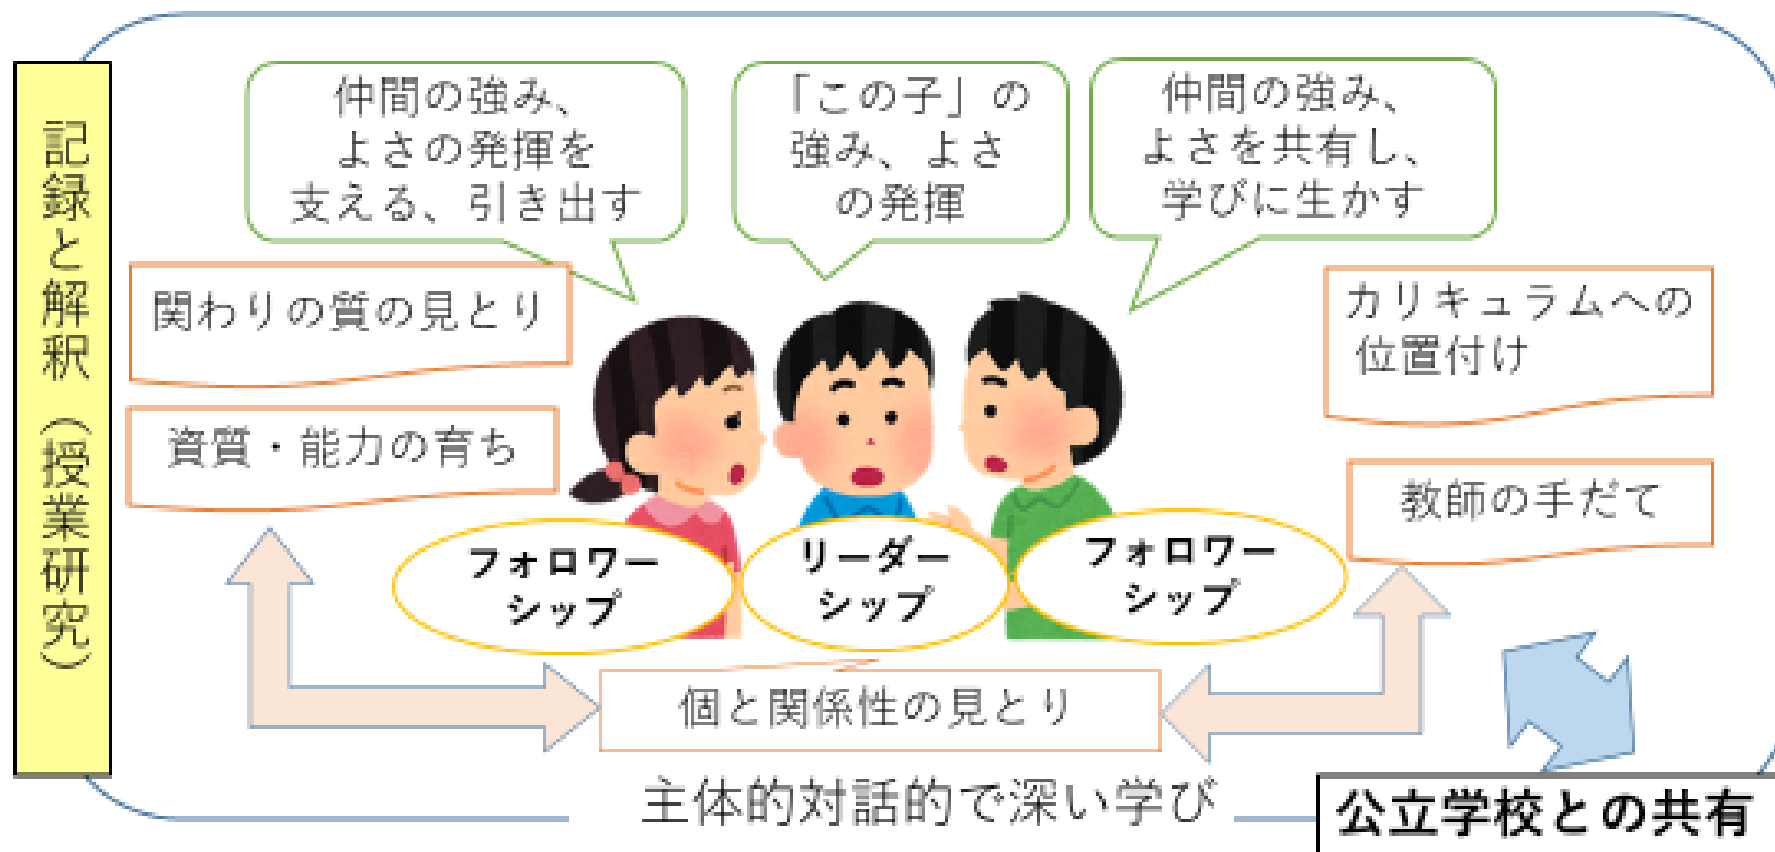 記録と解釈（授業研究）
仲間の強み、
よさの発揮を
支える、引き出す
「この子」の
強み、よさ
の発揮
仲間の強み、
よさを共有し、
学びに生かす
関わりの質の見とり
資質・能力の育ち
カリキュラムへの
位置付け
教師の手だて
フォロワー
シップ
リーダー
シップ
フォロワー
シップ
個と関係性の見とり
主体的対話的で深い学び
公立学校との共有